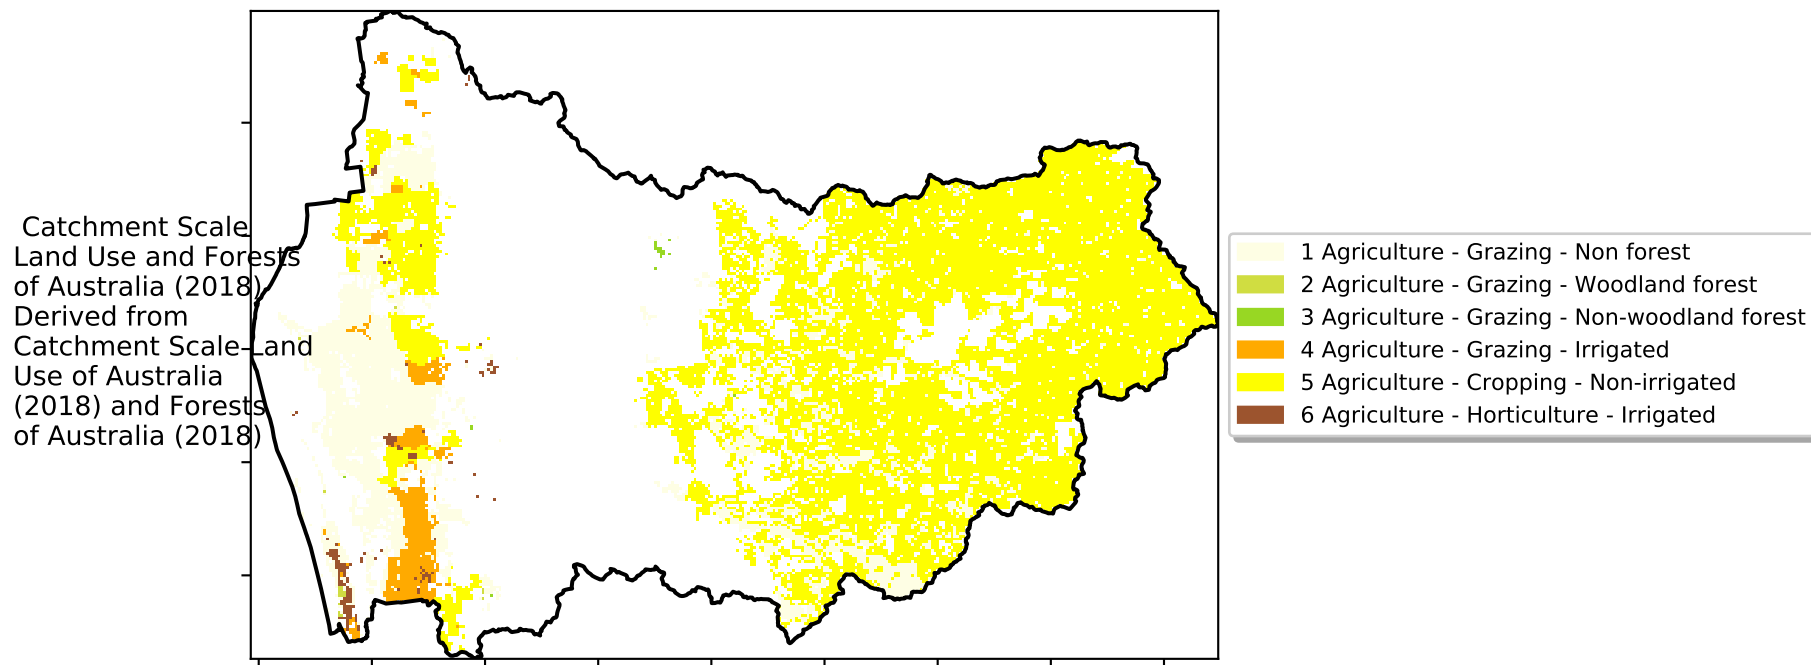 Catchment Scale
Land Use and Forests
of Australia (2018)
Derived from
Catchment Scale Land
Use of Australia
(2018) and Forests
of Australia (2018)
1 Agriculture - Grazing - Non forest
2 Agriculture - Grazing - Woodland forest
3 Agriculture - Grazing - Non-woodland forest
4 Agriculture - Grazing - Irrigated
5 Agriculture - Cropping - Non-irrigated
6 Agriculture - Horticulture - Irrigated